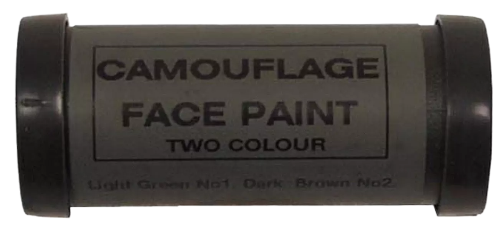 CAMOUFLAGE
FACE PAINT
TWO COLOUR
Light Green No1. Dark Brown No2.